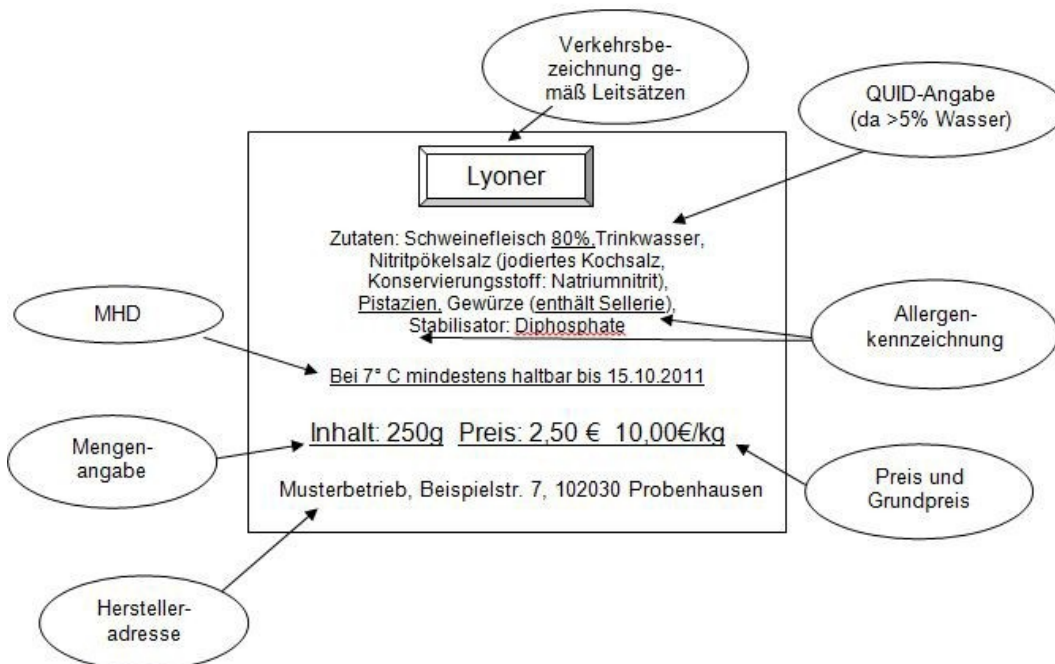 Verkehrsbe-
zeichnung ge-
mäß Leitsätzen
QUID-Angabe
(da >5% Wasser)
Lyoner
Zutaten: Schweinefleisch 80%,Trinkwasser,
Nitritpökelsalz (jodiertes Kochsalz,
Konservierungsstoff: Natriumnitrit),
Pistazien, Gewürze (enthält Sellerie),
Stabilisator: Diphosphate
MHD
Allergen-
kennzeichnung
Bei 7° C mindestens haltbar bis 15.10.2011
Mengen-
angabe
Inhalt: 250g Preis: 2,50 € 10,00€/kg
Preis und
Grundpreis
Musterbetrieb, Beispielstr. 7, 102030 Probenhausen
Hersteller-
adresse